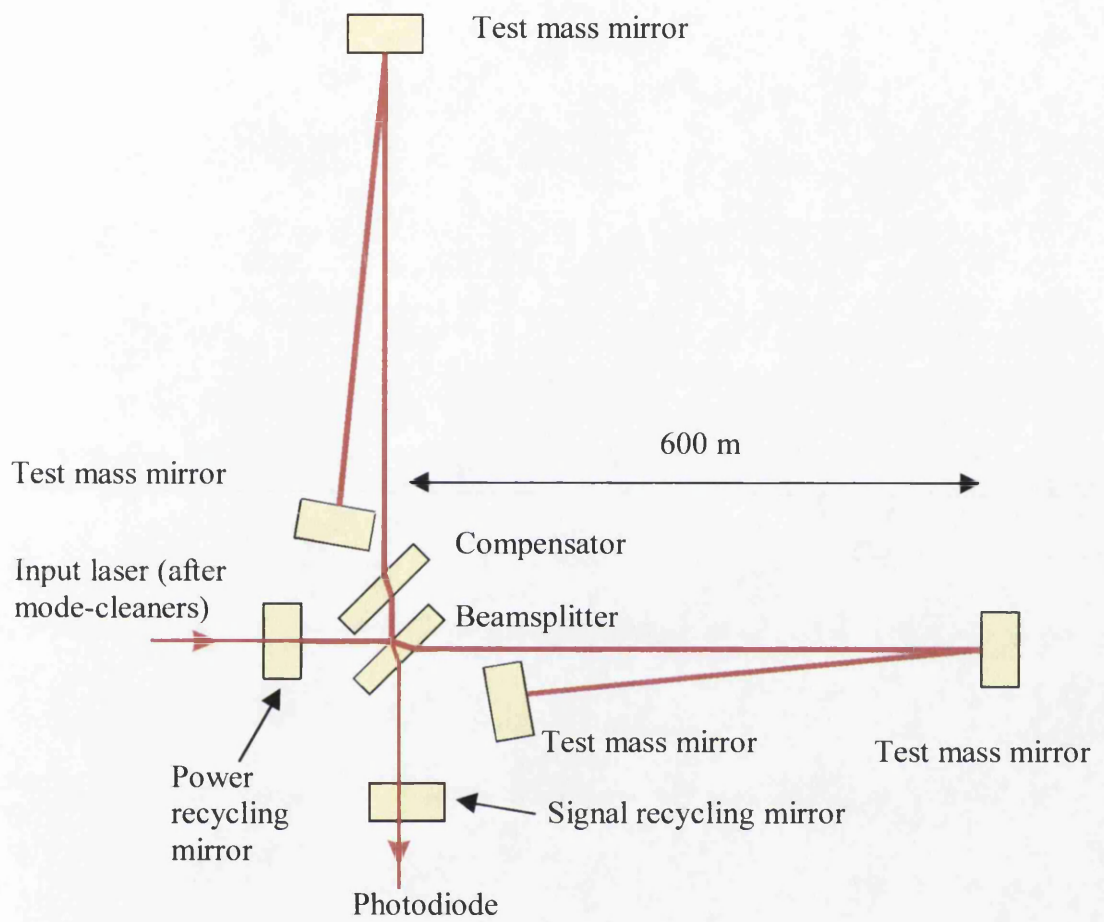 Test mass mirror
600 m
Test mass mirror
Compensator
Input laser (after
mode-cleaners)
Beamsplitter
Test mass mirror
Test mass mirror
Power
recycling
mirror
Signal recycling mirror
Photodiode